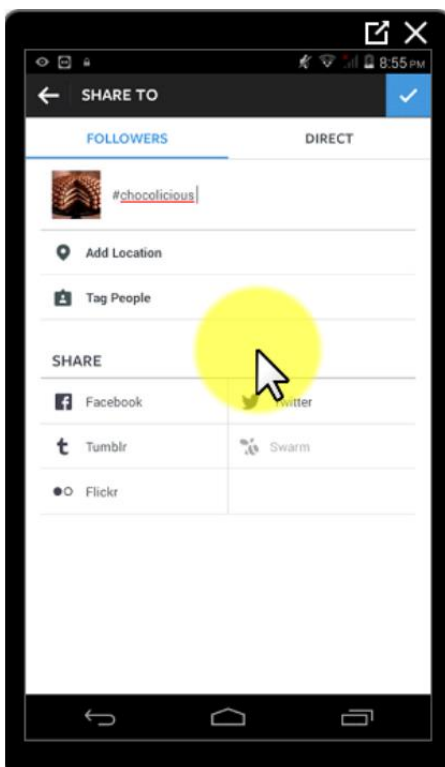 8:55 PM
SHARE TO
FOLLOWERS DIRECT
#chocolicious
Add Location
Tag People
SHARE
Facebook Twitter
Tumblr Swarm
Flickr